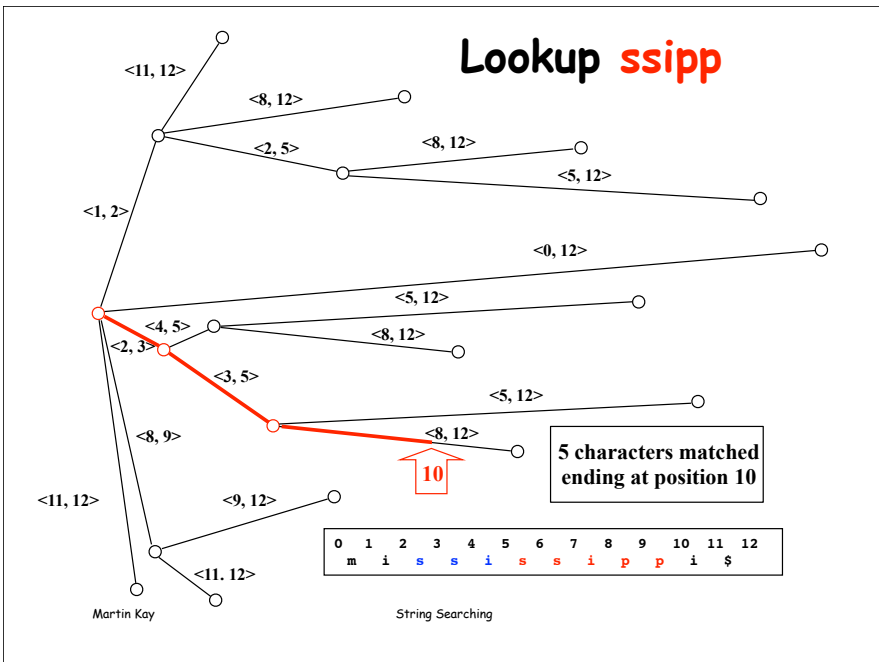 Lookup ssipp
<11, 12>
<8, 12>
<2, 5>
<8, 12>
<5, 12>
<1, 2>
<0, 12>
<5, 12>
<4, 5>
<8, 12>
<2, 3>
<3, 5>
<5, 12>
<8, 12>
<8, 9>
10
5 characters matched
ending at position 10
<11, 12>
<9, 12>
<11. 12>
0 1 2 3 4 5 6 7 8 9 10 11 12
m i s s i s s i p p i $
Martin Kay
String Searching